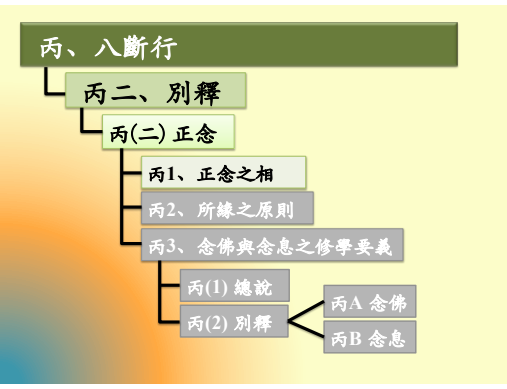 丙、八斷行
丙二、別釋
丙(二) 正念
丙1、正念之相
丙2、所緣之原則
丙3、念佛與念息之修學要義
丙(1) 總說
丙(2) 別釋
丙A 念佛
丙B 念息